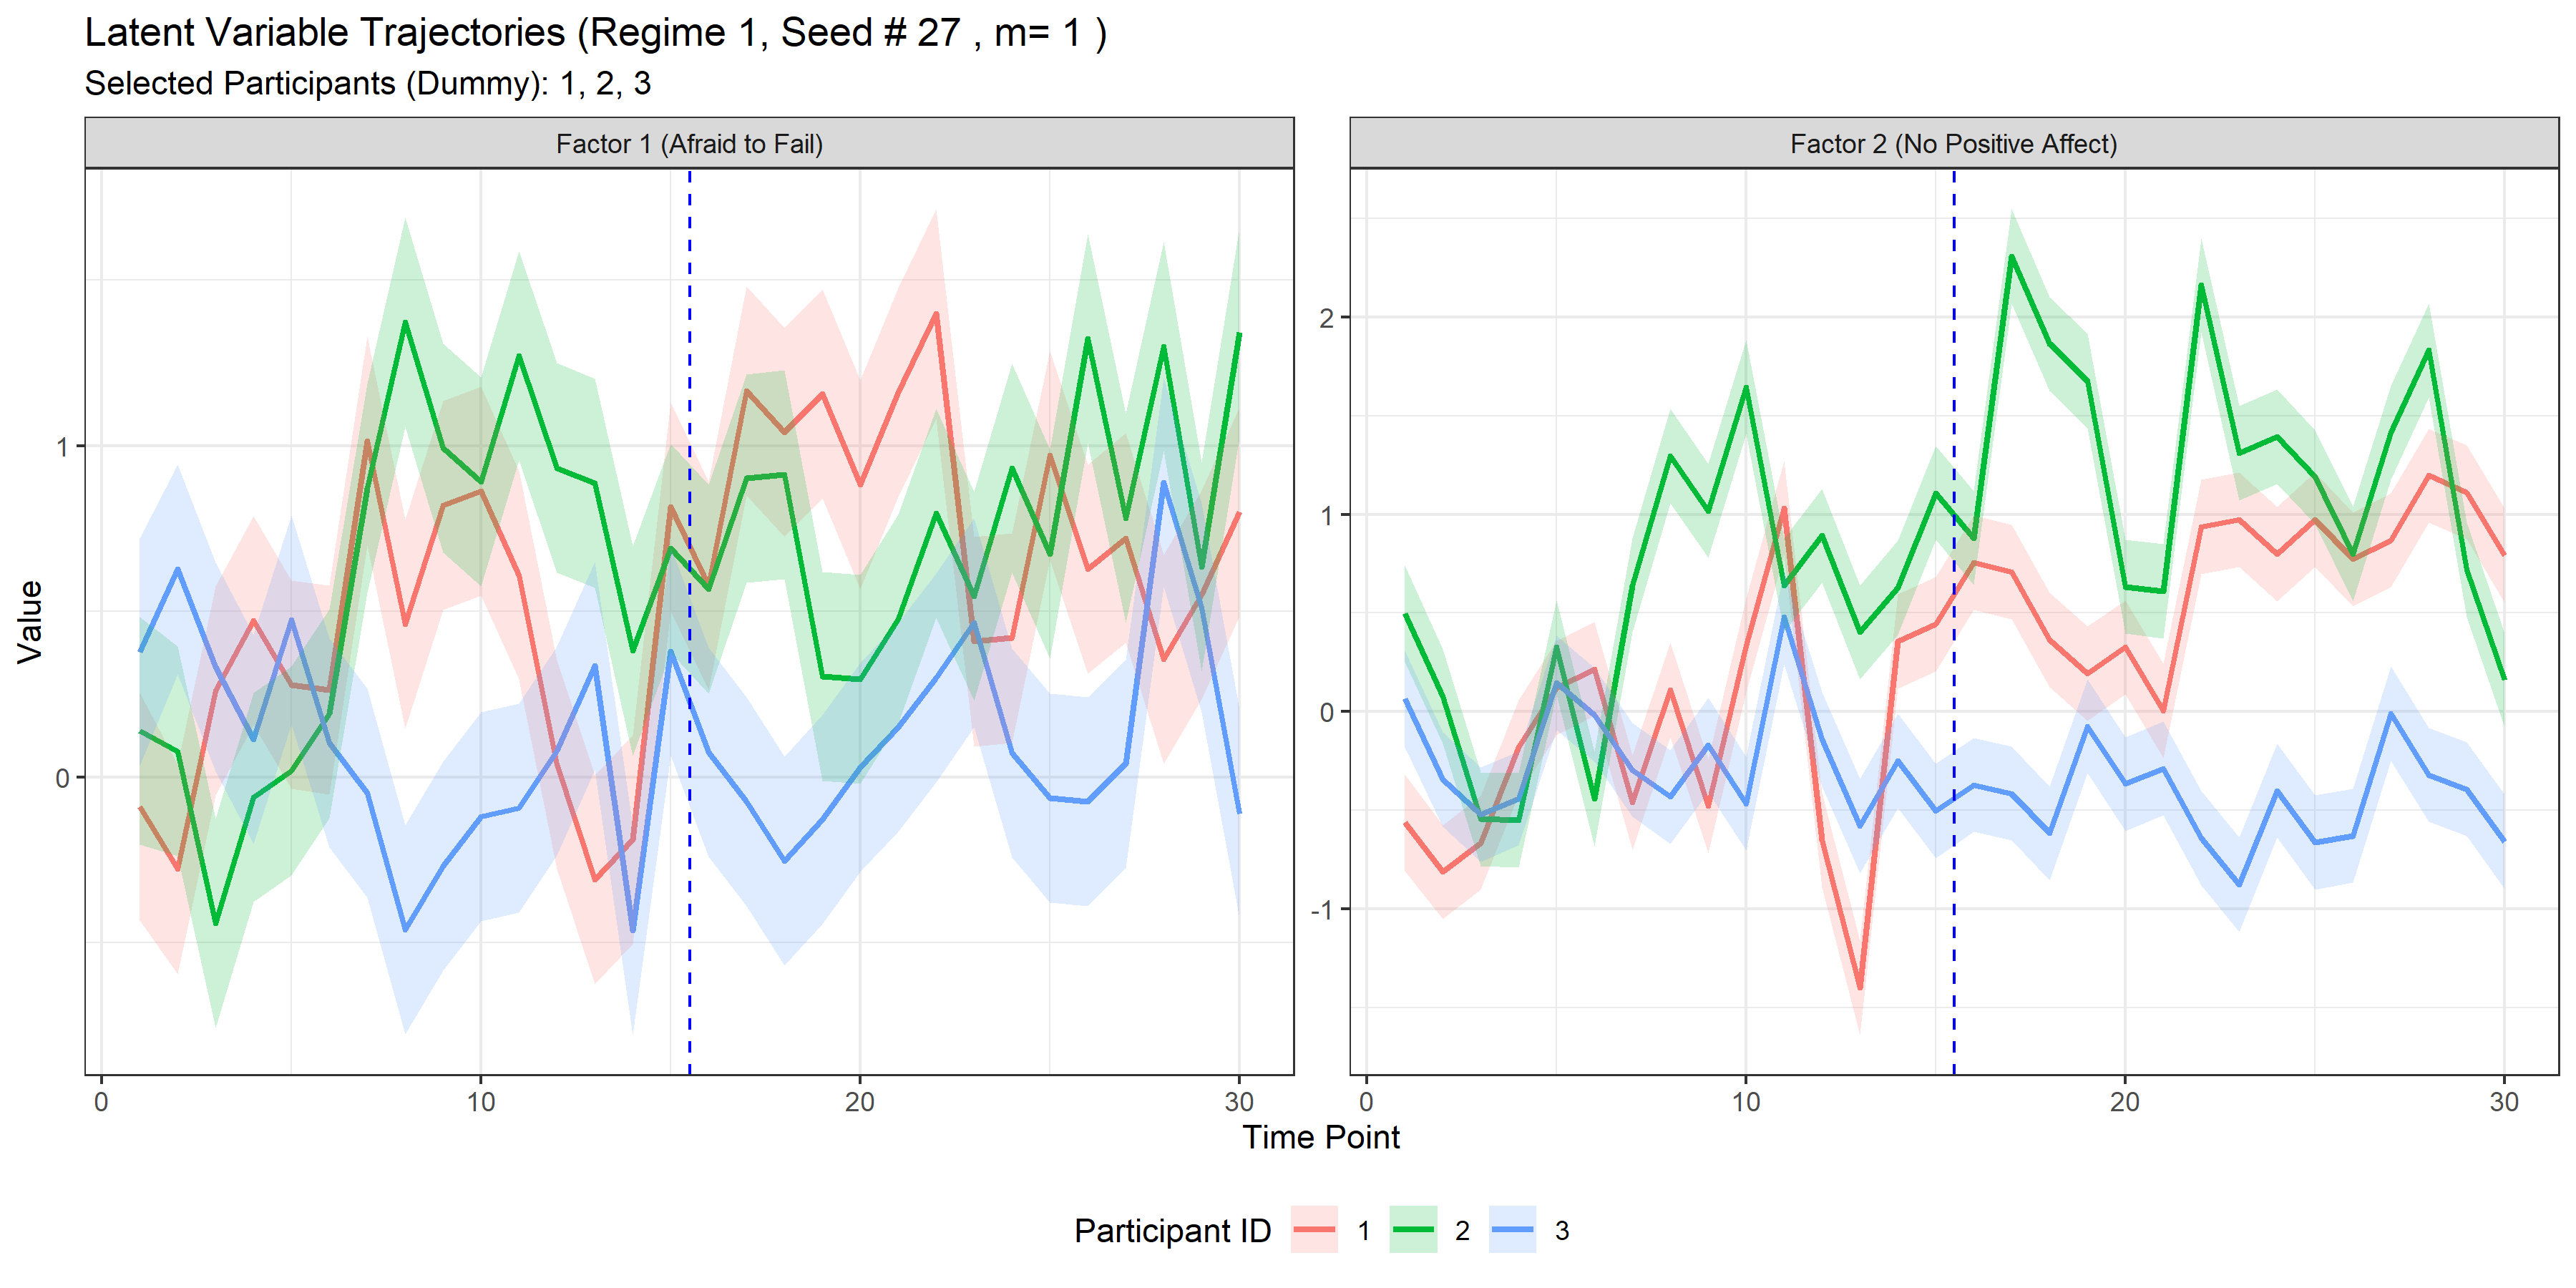 Latent Variable Trajectories (Regime 1, Seed # 27 , m= 1 )
Selected Participants (Dummy): 1, 2, 3
Factor 1 (Afraid to Fail)
Factor 2 (No Positive Affect)
Value
1
0
2
1
0
-1
0 10 20 30
0 10 20 30
Time Point
Participant ID 1 2 3